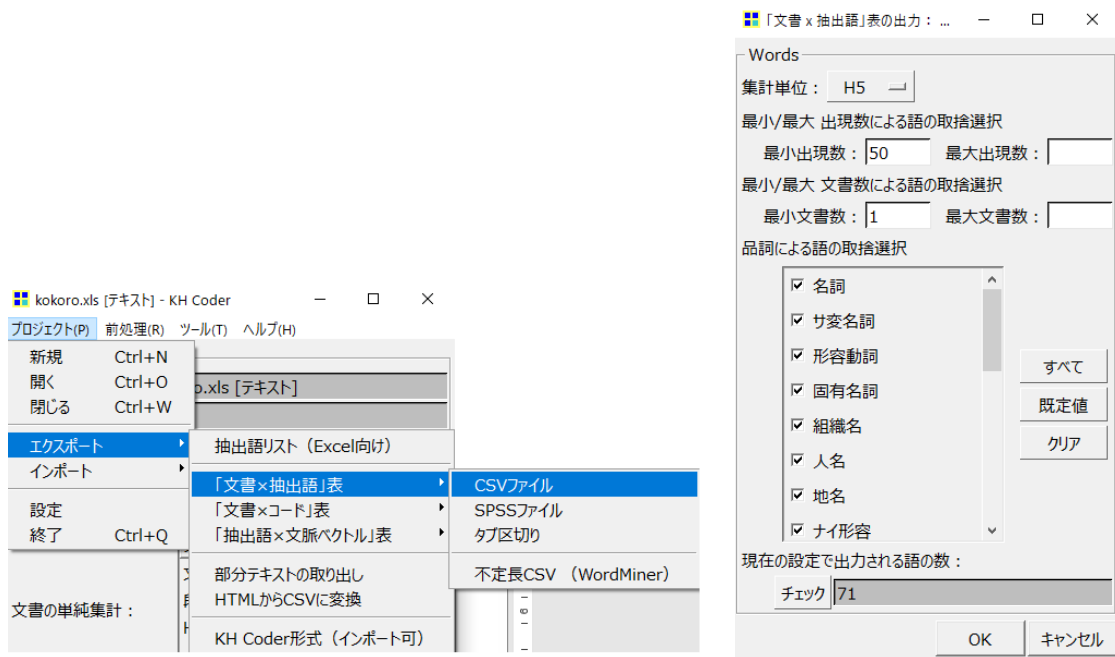 kokoro.xls [テキスト] - KH Coder
プロジェクト(P) 前処理(R) ツール(T) ヘルプ(H)
新規 Ctrl+N
開く Ctrl+O
閉じる Ctrl+W
エクスポート
インポート
設定
終了 Ctrl+Q
o.xls [テキスト]
抽出語リスト（Excel向け）
「文書×抽出語」表
「文書×コード」表
「抽出語×文脈ベクトル」表
部分テキストの取り出し
HTMLからCSVに変換
KH Coder形式（インポート可）
CSVファイル
SPSSファイル
タブ区切り
不定長CSV （WordMiner）
文書の単純集計：
「文書 x 抽出語」表の出力： ...
Words
集計単位： H5
最小/最大 出現数による語の取捨選択
最小出現数： 50 最大出現数：
最小/最大 文書数による語の取捨選択
最小文書数： 1 最大文書数：
品詞による語の取捨選択
名詞
サ変名詞
形容動詞
固有名詞
組織名
人名
地名
ナイ形容
すべて
既定値
クリア
現在の設定で出力される語の数：
チェック 71
OK キャンセル